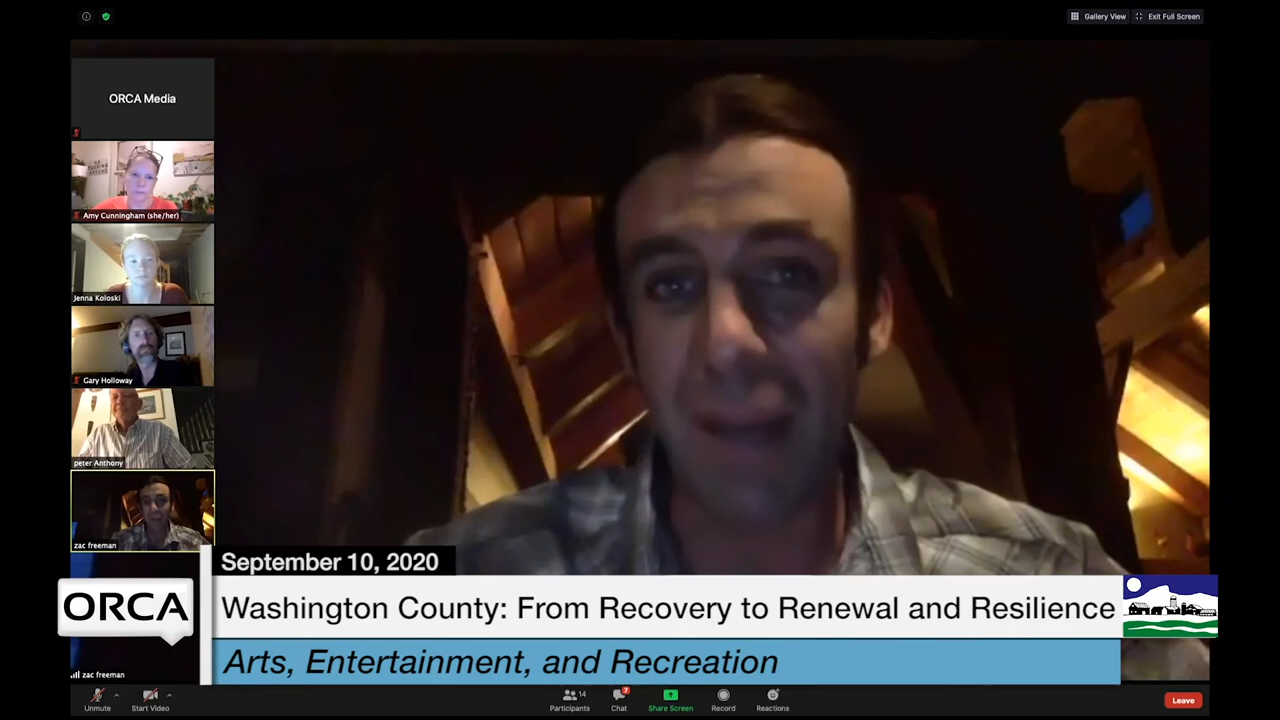 Gallery View
Exit Full Screen
ORCA Media
Amy Cunningham (she/her)
Jenna Koloski
Gary Holloway
peter Anthony
zac freeman
September 10, 2020
ORCA
Washington County: From Recovery to Renewal and Resilience
Arts, Entertainment, and Recreation
zac freeman
Unmute
Start Video
14
Participants
7
Chat
Share Screen
Record
Reactions
Leave